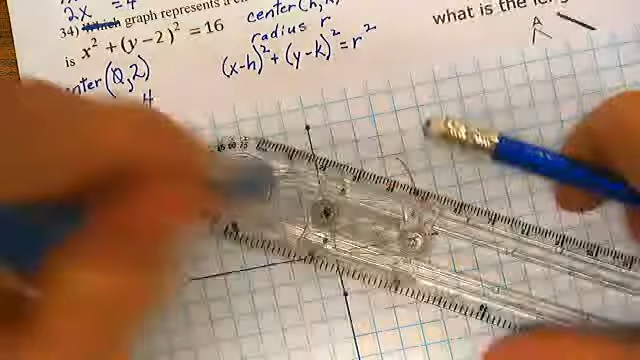 2X = 4
34) Which graph represents a
center (h, k)
radius r
is x² + (y – 2)² = 16
(x-h)² + (y-k)² = r²
enter (0, 2)
4
what is the
A